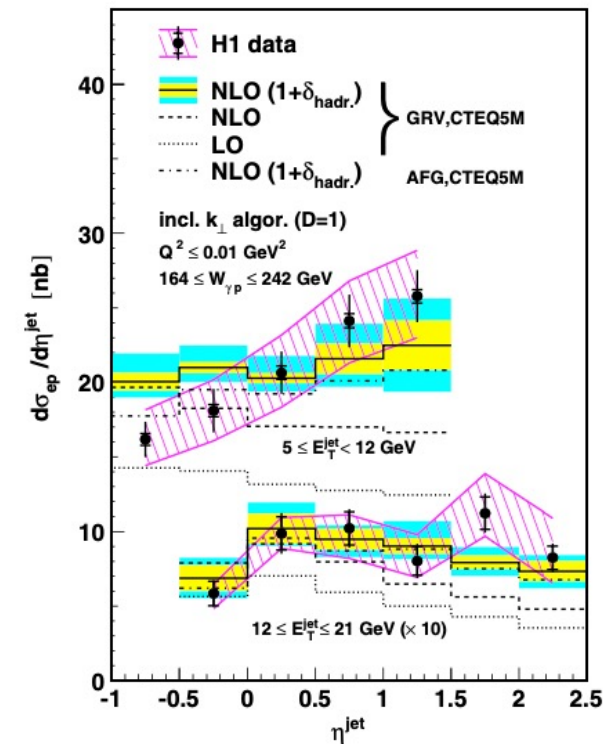 H1 data
NLO (1+δhadr.)
NLO
LO
NLO (1+δhadr.)
GRV,CTEQ5M
AFG,CTEQ5M
incl. k⊥ algor. (D=1)
Q² ≤ 0.01 GeV²
164 ≤ Wγp ≤ 242 GeV
dσep/dηjet [nb]
40
30
20
10
0
5 ≤ ETjet < 12 GeV
12 ≤ ETjet ≤ 21 GeV (× 10)
-1 -0.5 0 0.5 1 1.5 2 2.5
ηjet